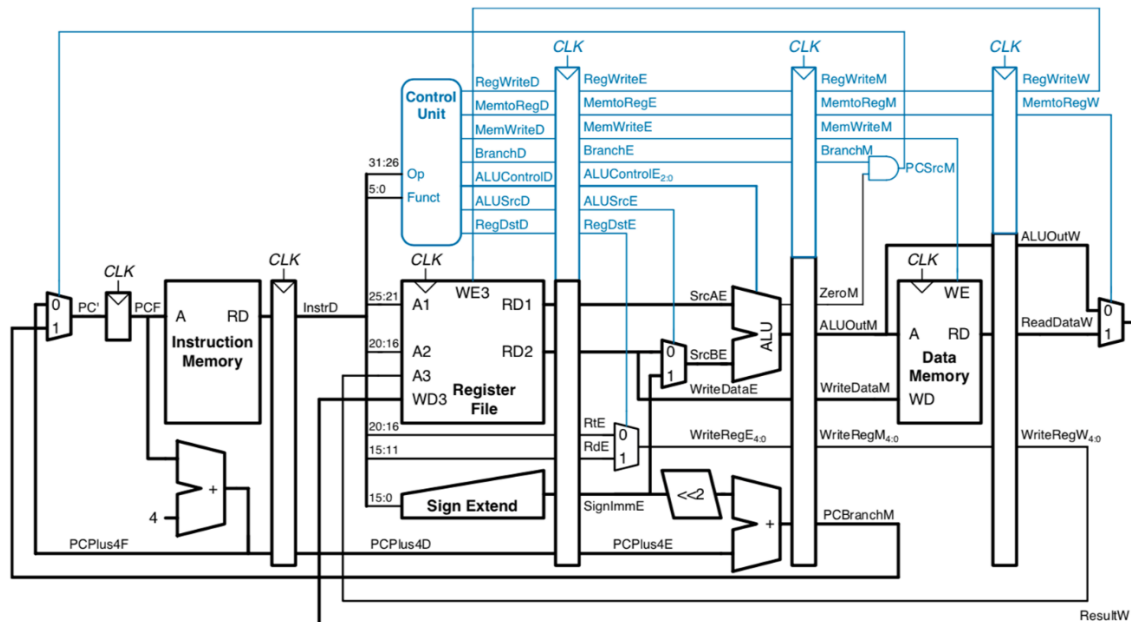 CLK CLK CLK
Control Unit
Op
Funct
31:26
5:0
RegWriteD RegWriteE RegWriteM RegWriteW
MemtoRegD MemtoRegE MemtoRegM MemtoRegW
MemWriteD MemWriteE MemWriteM
BranchD BranchE BranchM
PCSrcM
ALUControlD ALUControlE2:0
ALUSrcD ALUSrcE
RegDstD RegDstE
CLK CLK CLK CLK
0
1
PC' PCF
A RD
Instruction
Memory
InstrD
25:21 A1 WE3 RD1
20:16 A2 RD2
A3
WD3
Register
File
SrcAE
0
1
SrcBE
ALU
ZeroM
ALUOutM
WE
A RD
Data
Memory
WD
ALUOutW
0
1
ReadDataW
WriteDataE WriteDataM
20:16 RtE
0
15:11 RdE
1
WriteRegE4:0 WriteRegM4:0 WriteRegW4:0
15:0
Sign Extend
SignImmE
<<2
+
4
+
PCBranchM
PCPlus4F PCPlus4D PCPlus4E
ResultW